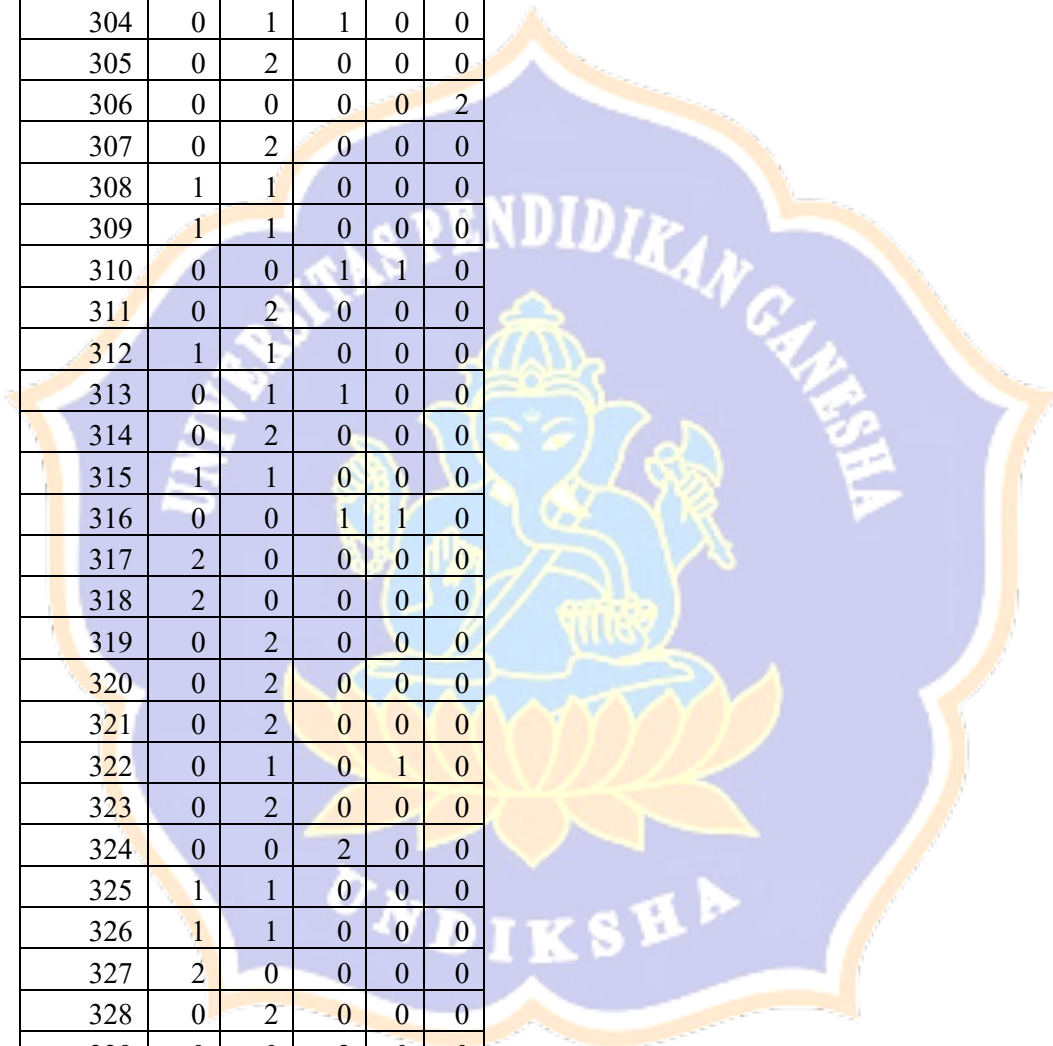 304 0 1 1 0 0
305 0 2 0 0 0
306 0 0 0 0 2
307 0 2 0 0 0
308 1 1 0 0 0
309 1 1 0 0 0
310 0 0 1 1 0
311 0 2 0 0 0
312 1 1 0 0 0
313 0 1 1 0 0
314 0 2 0 0 0
315 1 1 0 0 0
316 0 0 1 1 0
317 2 0 0 0 0
318 2 0 0 0 0
319 0 2 0 0 0
320 0 2 0 0 0
321 0 2 0 0 0
322 0 1 0 1 0
323 0 2 0 0 0
324 0 0 2 0 0
325 1 1 0 0 0
326 1 1 0 0 0
327 2 0 0 0 0
328 0 2 0 0 0
UNIVERSITAS PENDIDIKAN GANESHA
UNDIKSHA